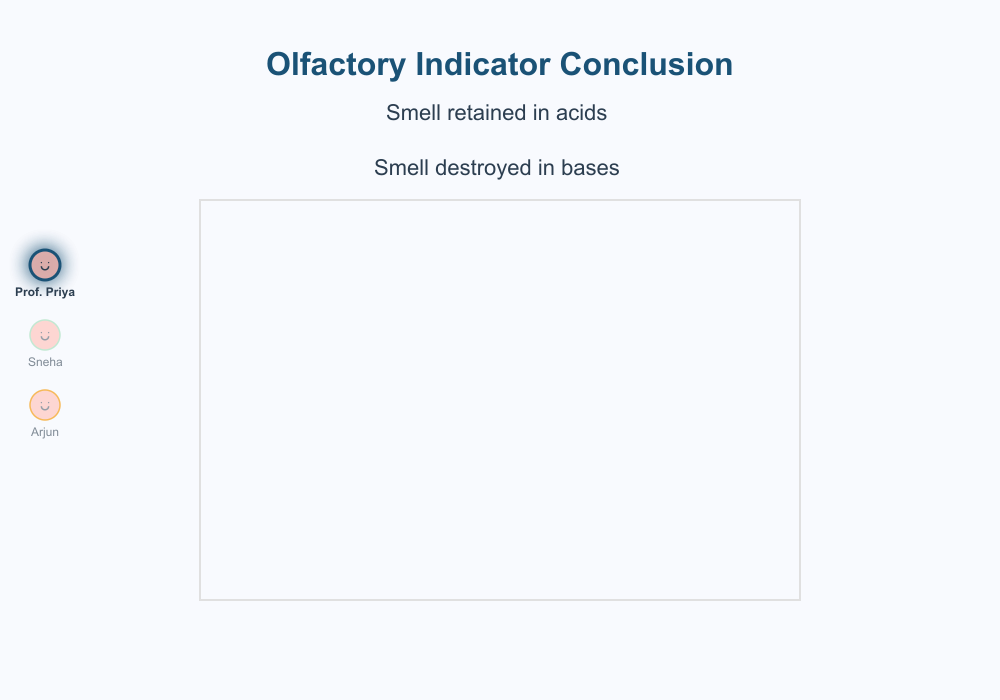 Olfactory Indicator Conclusion
Smell retained in acids
Smell destroyed in bases
Prof. Priya
Sneha
Arjun